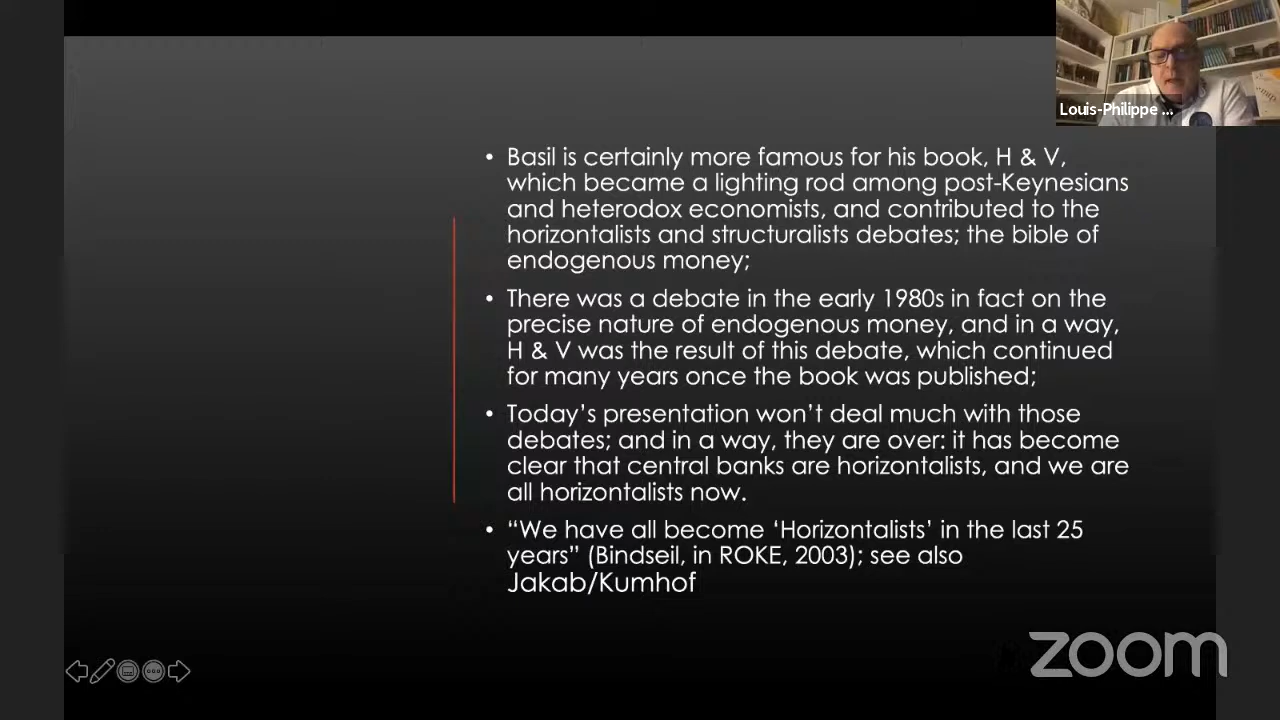 Louis-Philippe ...
• Basil is certainly more famous for his book, H & V,
which became a lighting rod among post-Keynesians
and heterodox economists, and contributed to the
horizontalists and structuralists debates; the bible of
endogenous money;
• There was a debate in the early 1980s in fact on the
precise nature of endogenous money, and in a way,
H & V was the result of this debate, which continued
for many years once the book was published;
• Today’s presentation won’t deal much with those
debates; and in a way, they are over: it has become
clear that central banks are horizontalists, and we are
all horizontalists now.
• “We have all become ‘Horizontalists’ in the last 25
years” (Bindseil, in ROKE, 2003); see also
Jakab/Kumhof
zoom